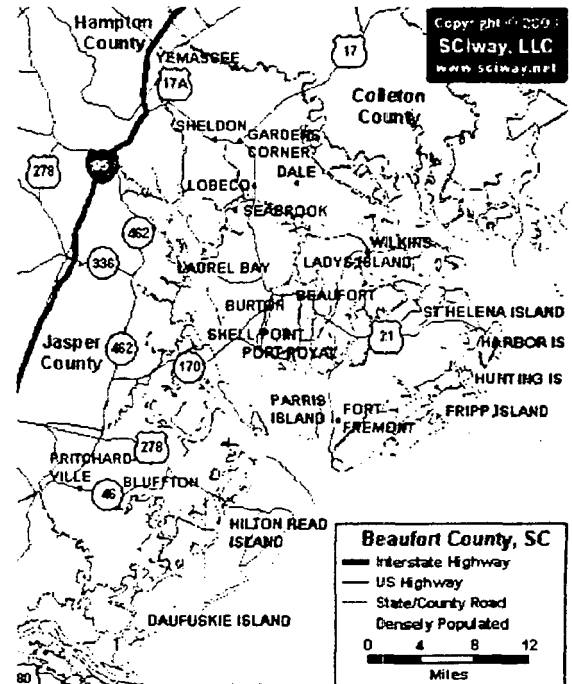 Hampton
County
Copyright © 200
SCIway, LLC
www.sciway.net
17
YEMASSEE
17A
Colleton
County
SHELDON
GARDENS
CORNER
95
278
DALE
LOBECO
SEABROOK
462
WILKINS
336
LAUREL BAY
LADYS ISLAND
BURTON
BEAUFORT
ST HELENA ISLAND
Jasper
County
SHELL POINT
21
HARBOR IS
462
PORT ROYAL
170
HUNTING IS
PARRIS
ISLAND
FORT
FREMONT
FRIPP ISLAND
278
PRITCHARD-
VILLE
46
BLUFFTON
HILTON HEAD
ISLAND
DAUFUSKIE ISLAND
80
Beaufort County, SC
Interstate Highway
US Highway
State/County Road
Densely Populated
0 4 8 12
Miles